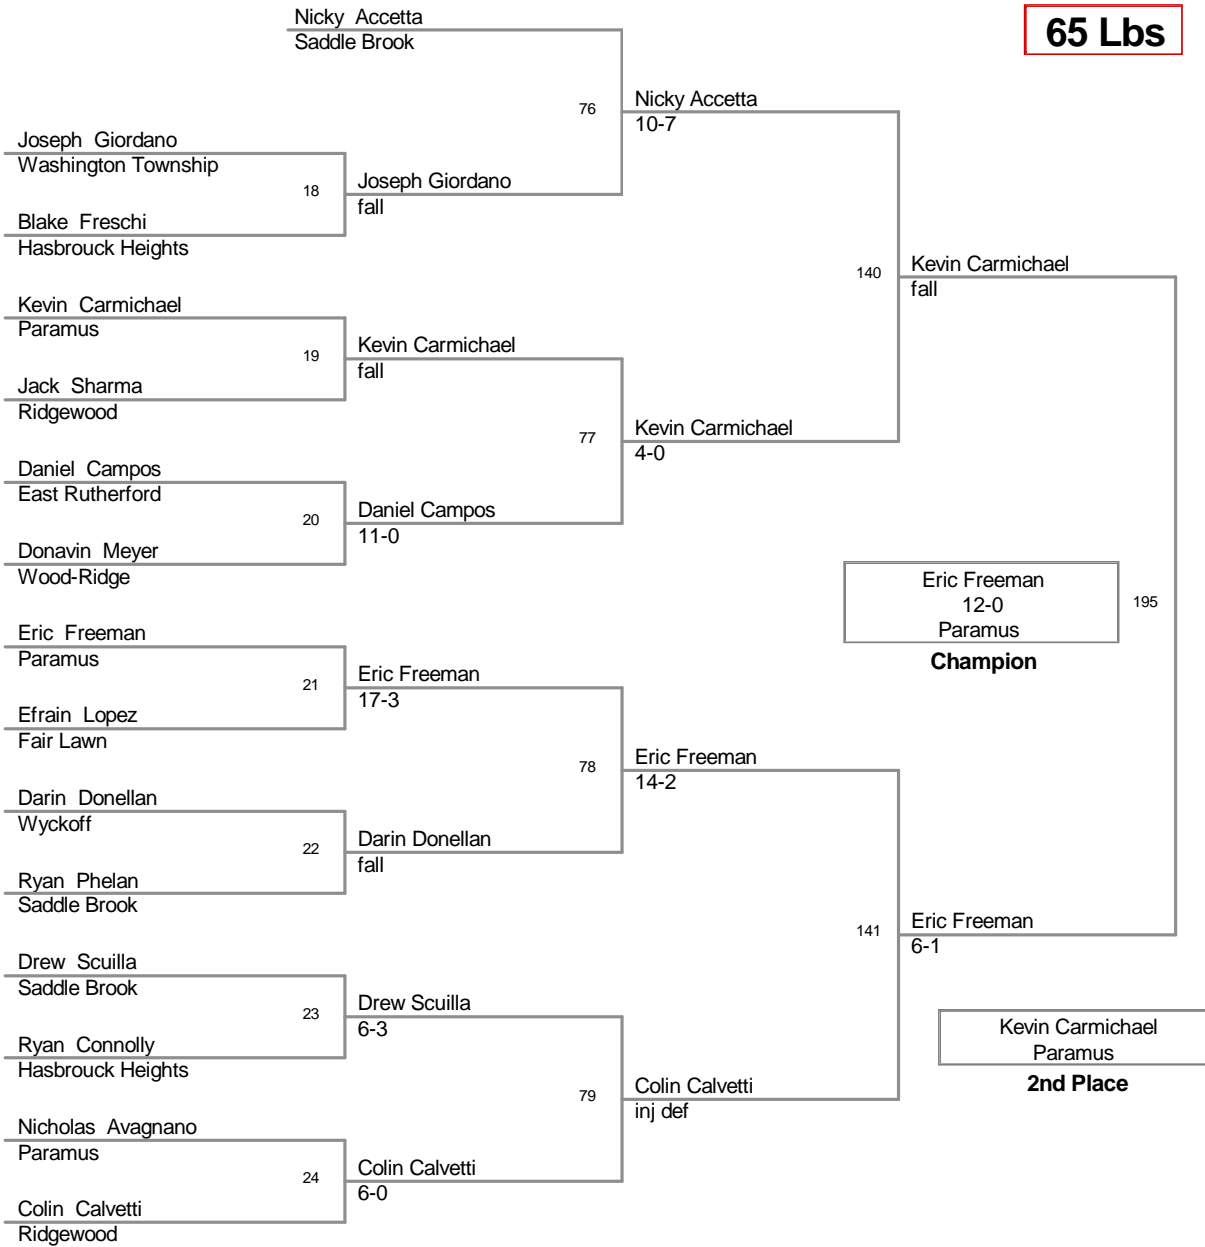 Nicky Accetta
Saddle Brook
65 Lbs
76
Nicky Accetta
10-7
Joseph Giordano
Washington Township
18
Joseph Giordano
fall
Blake Freschi
Hasbrouck Heights
140
Kevin Carmichael
fall
Kevin Carmichael
Paramus
19
Kevin Carmichael
fall
Jack Sharma
Ridgewood
77
Kevin Carmichael
4-0
Daniel Campos
East Rutherford
20
Daniel Campos
11-0
Donavin Meyer
Wood-Ridge
Eric Freeman
12-0
Paramus
195
Champion
Eric Freeman
Paramus
21
Eric Freeman
17-3
Efrain Lopez
Fair Lawn
78
Eric Freeman
14-2
Darin Donellan
Wyckoff
22
Darin Donellan
fall
Ryan Phelan
Saddle Brook
141
Eric Freeman
6-1
Drew Scuilla
Saddle Brook
23
Drew Scuilla
6-3
Ryan Connolly
Hasbrouck Heights
Kevin Carmichael
Paramus
2nd Place
79
Colin Calvetti
inj def
Nicholas Avagnano
Paramus
24
Colin Calvetti
6-0
Colin Calvetti
Ridgewood